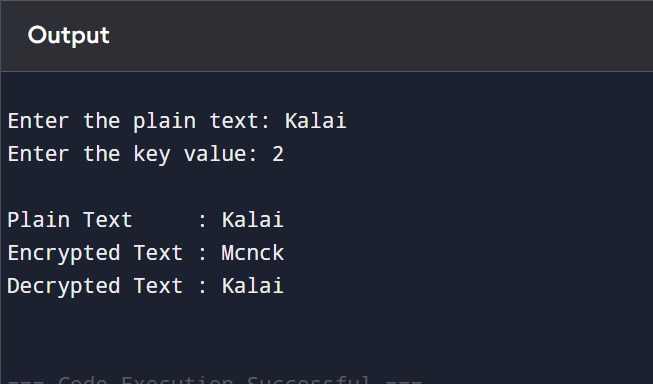 Output
Enter the plain text: Kalai
Enter the key value: 2
Plain Text     : Kalai
Encrypted Text : Mcnck
Decrypted Text : Kalai
=== Code Execution Successful ===